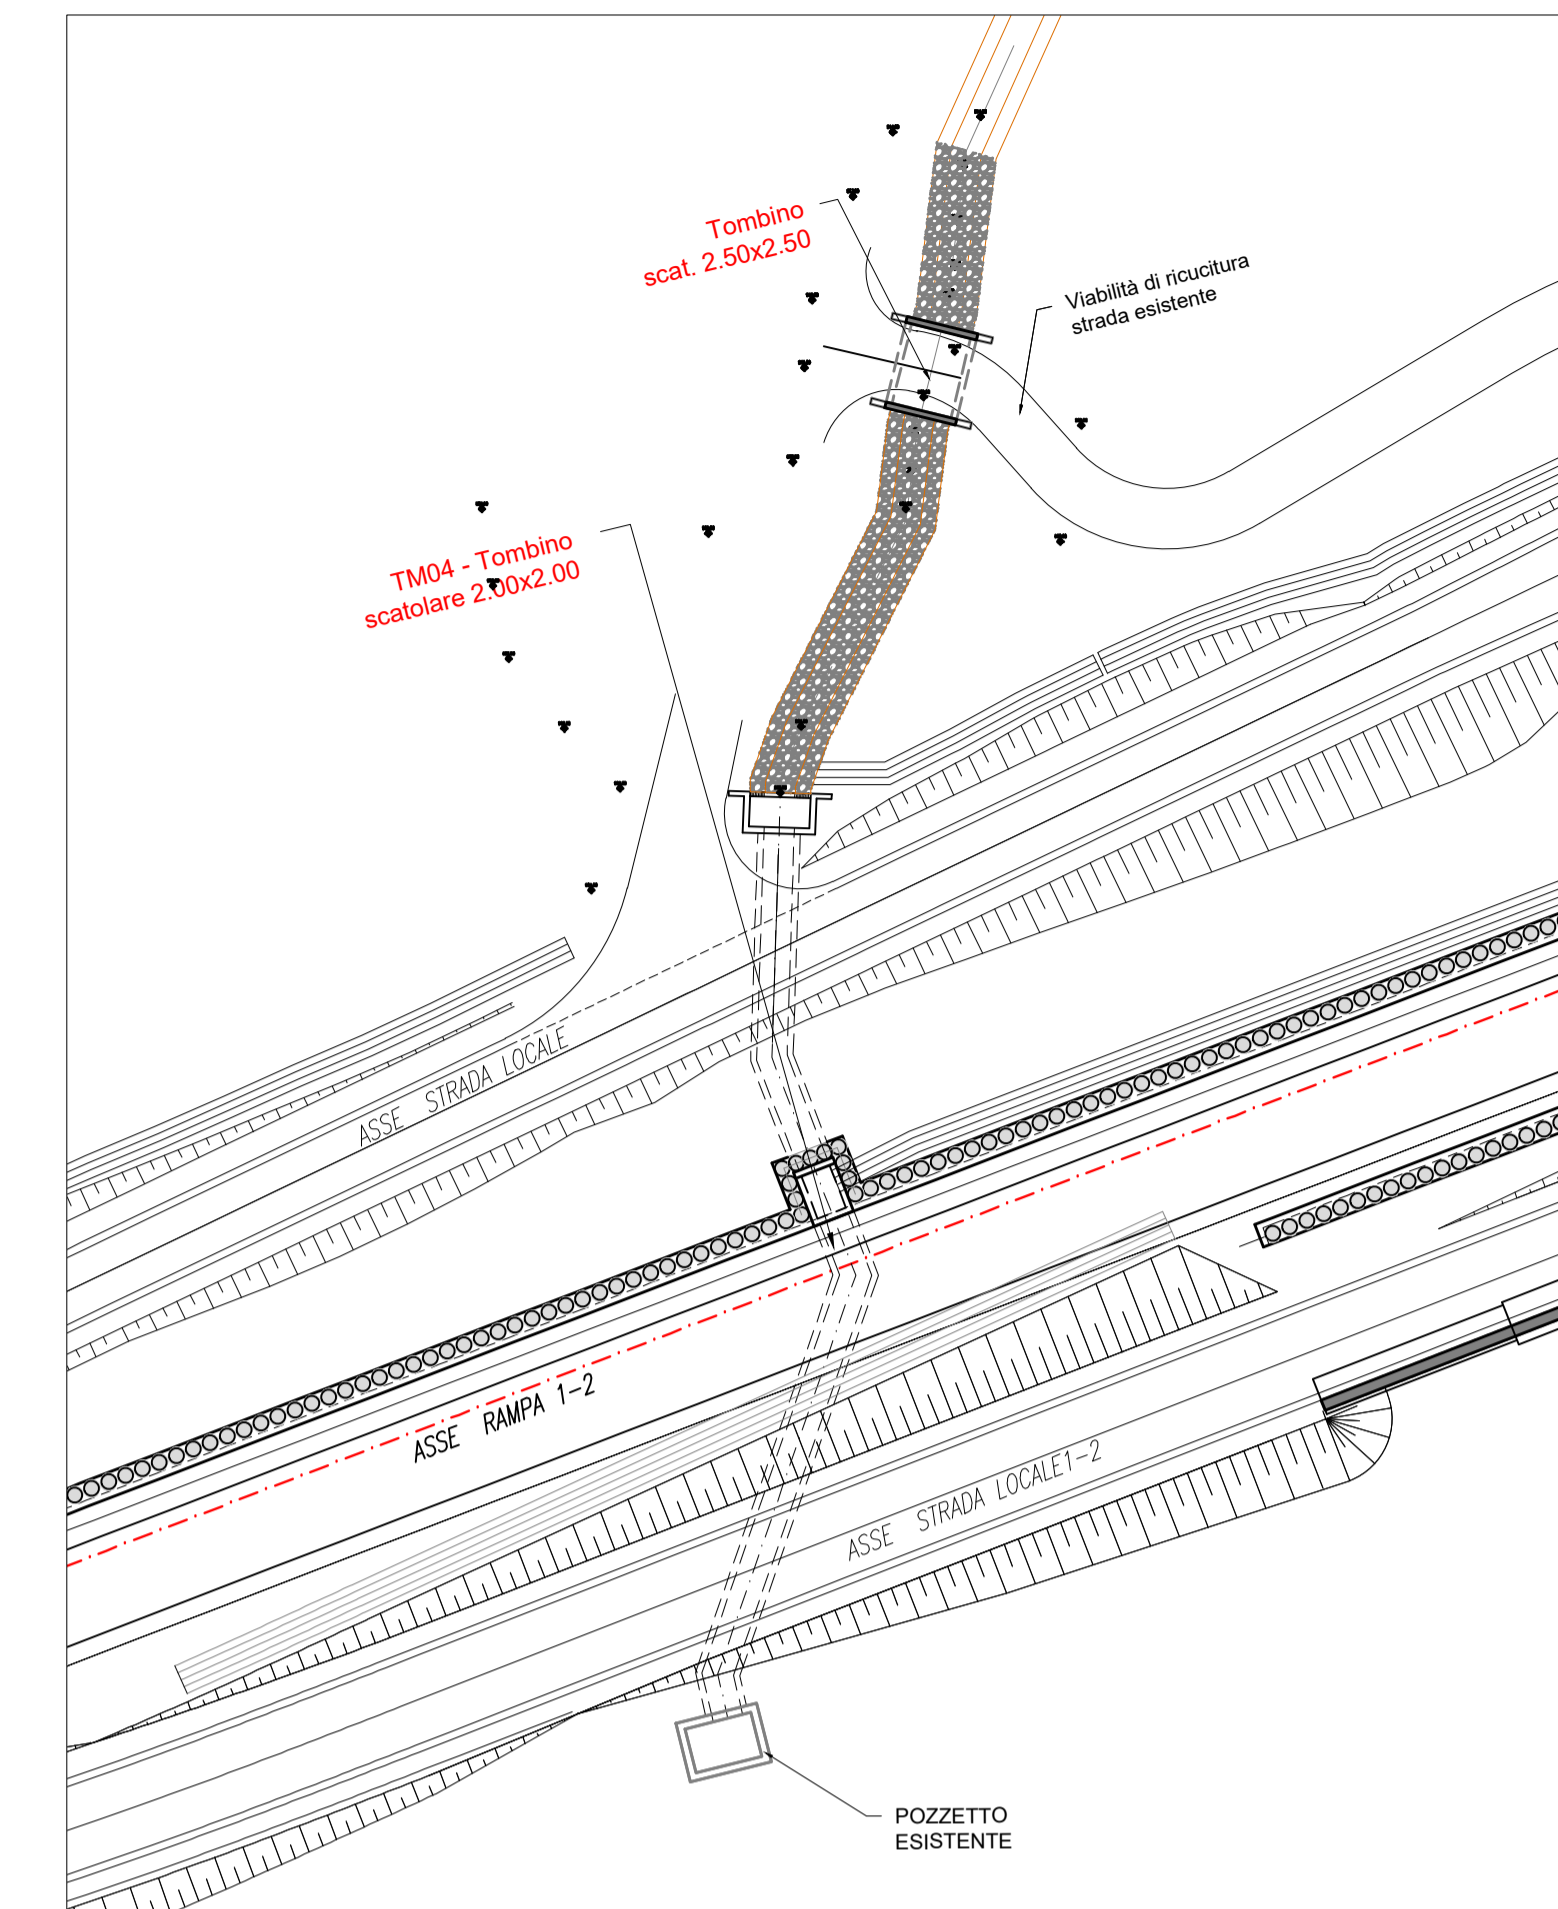 Tombino
scat. 2.50x2.50
Viabilità di ricucitura
strada esistente
TM04 - Tombino
scatolare 2.00x2.00
ASSE STRADA LOCALE
ASSE RAMPA 1-2
ASSE STRADA LOCALE1-2
POZZETTO
ESISTENTE